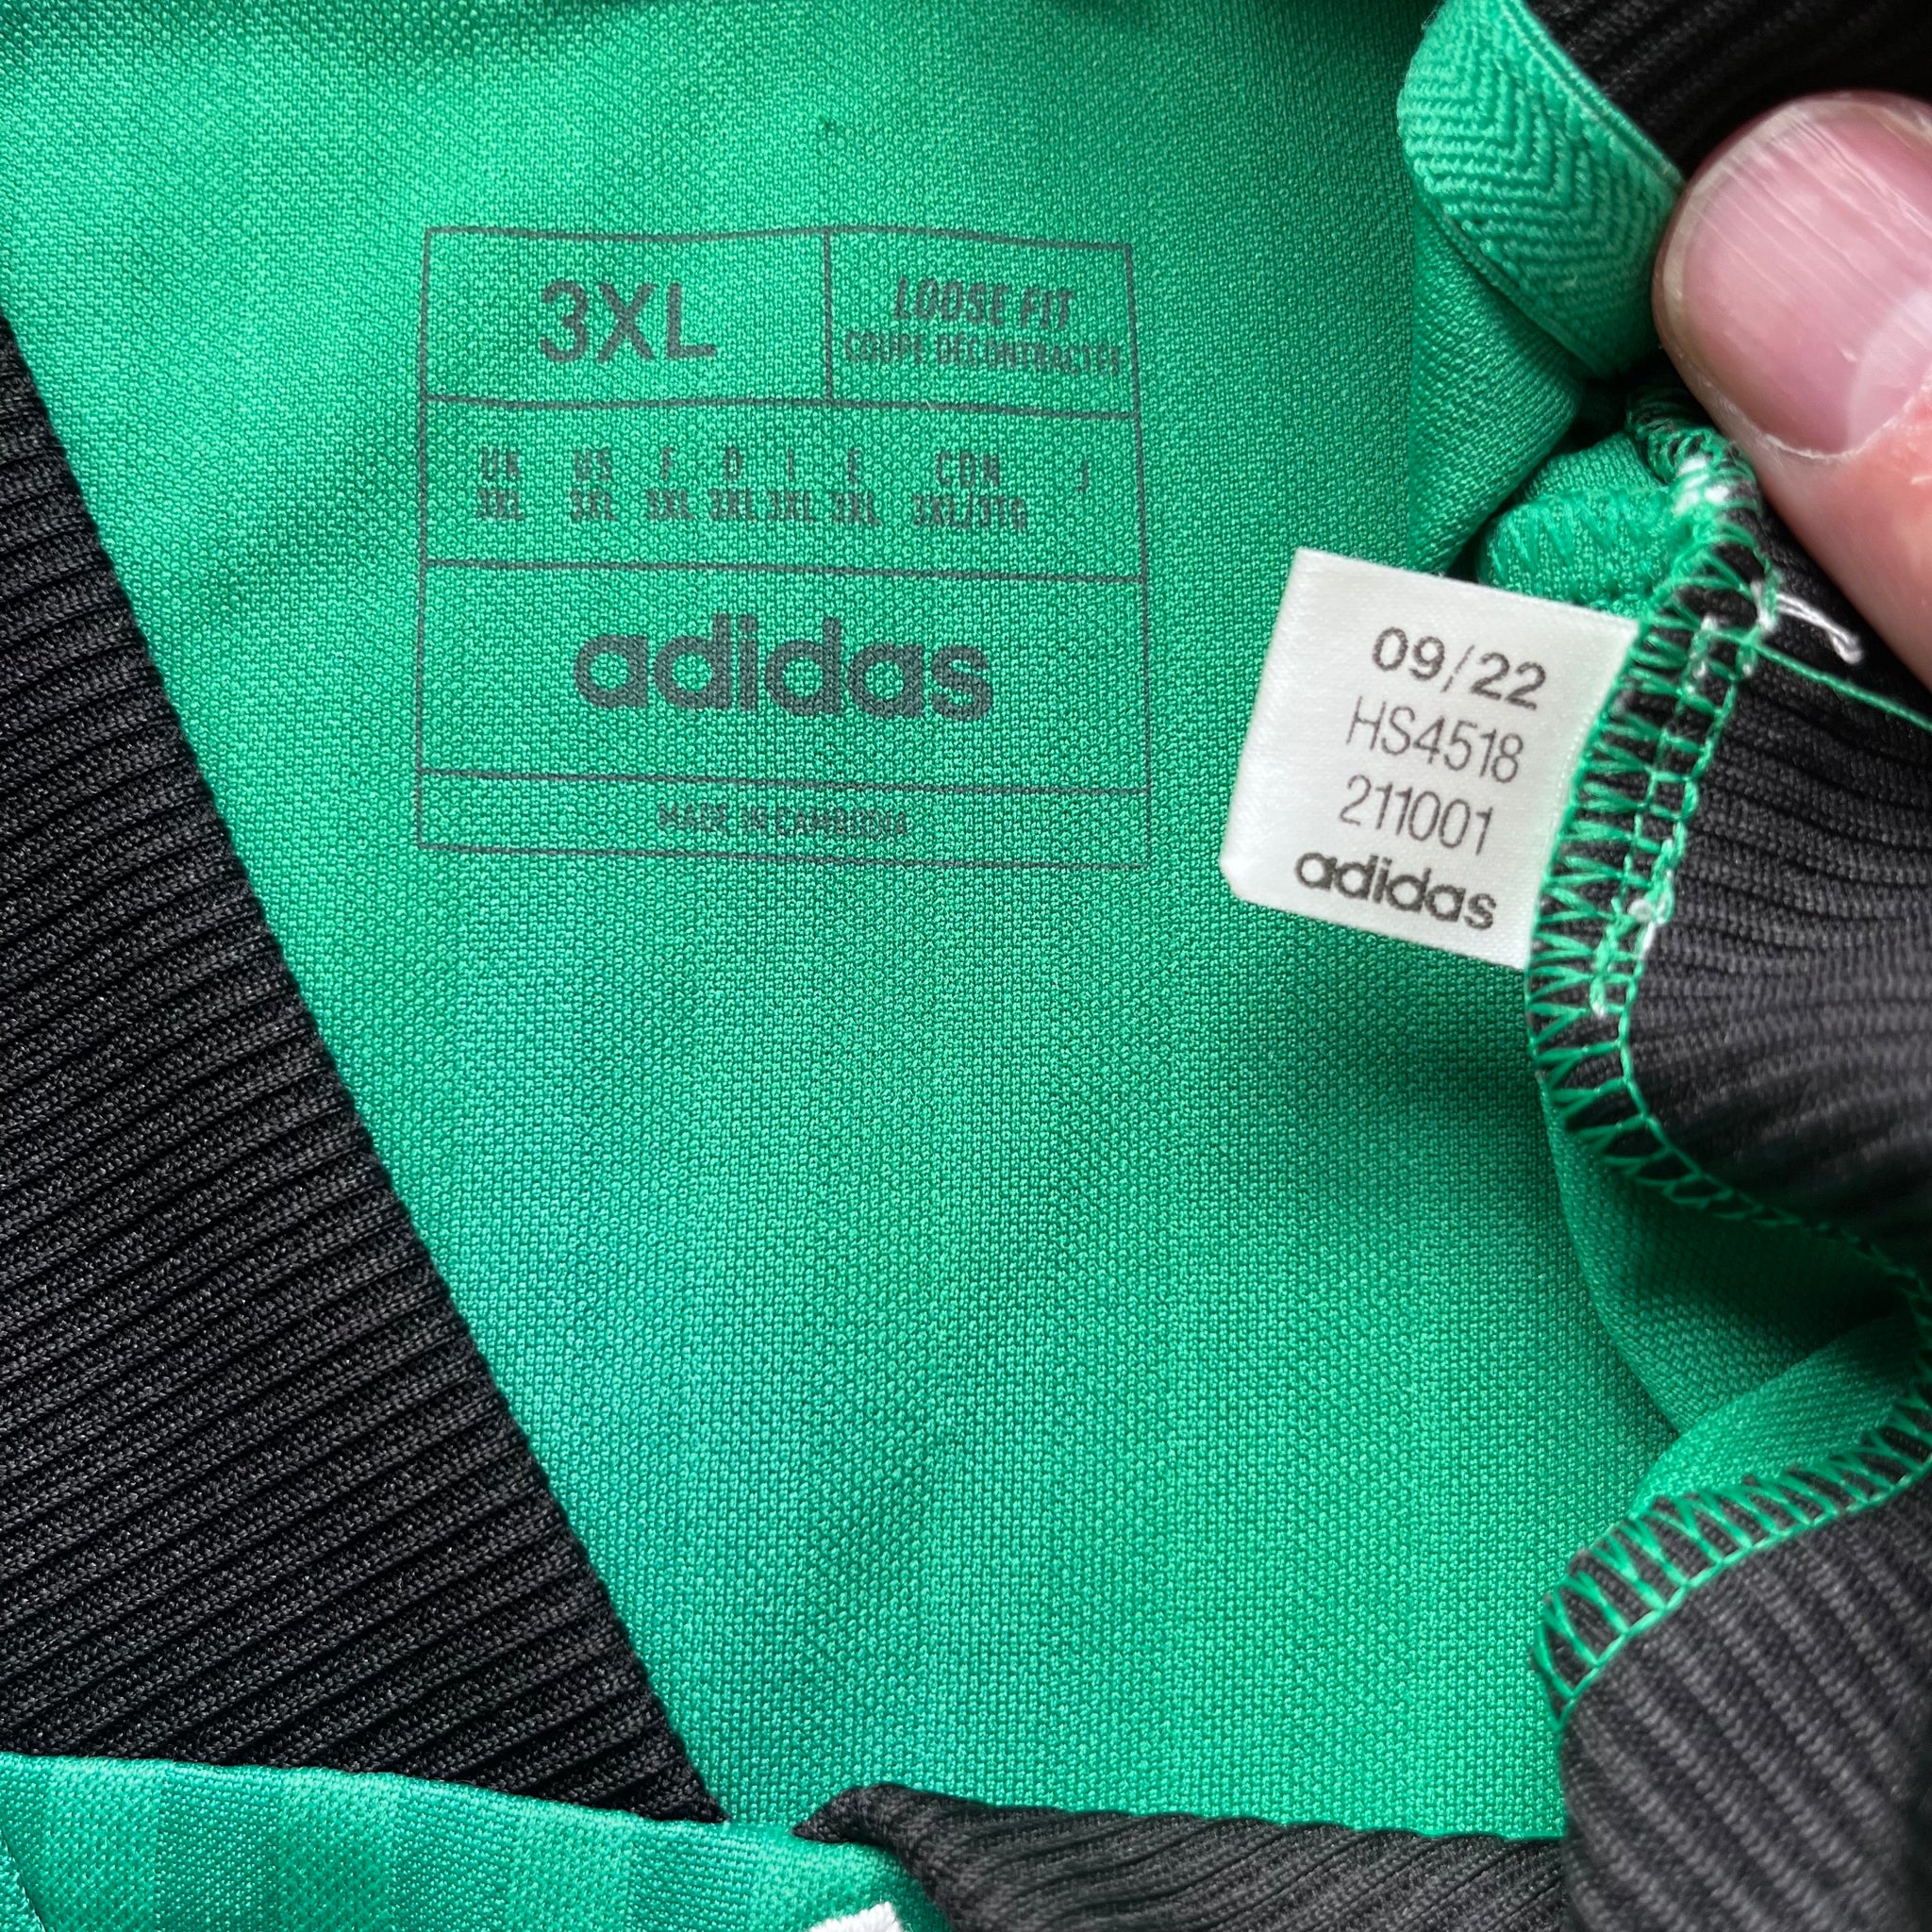 3XL
LOOSE FIT
COUPE DÉCONTRACTÉE
UK US F D I E CDN J
3XL 3XL 3XL 3XL 3XL 3XL 3XL/3TG
adidas
MADE IN CAMBODIA
09/22
HS4518
211001
adidas